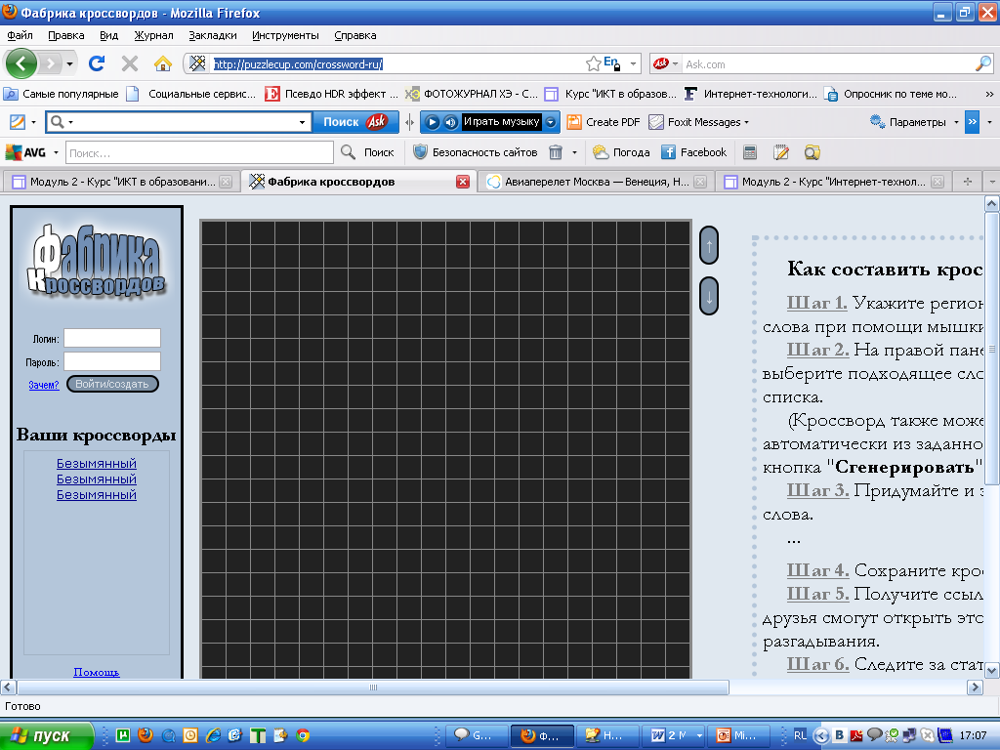 Фабрика кроссвордов - Mozilla Firefox
Файл Правка Вид Журнал Закладки Инструменты Справка
http://puzzlecup.com/crossword-ru/ En Ask Ask.com
Самые популярные Социальные сервис... Псевдо HDR эффект ... ФОТОЖУРНАЛ ХЭ - С... Курс "ИКТ в образов... Интернет-технологи... Опросник по теме мо... »
Поиск Ask Играть музыку Create PDF Foxit Messages Параметры »
AVG Поиск... Поиск Безопасность сайтов Погода Facebook
Модуль 2 - Курс "ИКТ в образовани... Фабрика кроссвордов Авиаперелет Москва — Венеция, Н... Модуль 2 - Курс "Интернет-технол...
Фабрика
Кроссвордов
Логин:
Пароль:
Зачем? Войти/создать
Ваши кроссворды
Безымянный
Безымянный
Безымянный
Помощь
↑
↓
Как составить крос
Шаг 1. Укажите регион
слова при помощи мышки
Шаг 2. На правой пане
выберите подходящее сло
списка.
(Кроссворд также може
автоматически из заданно
кнопка "Сгенерировать"
Шаг 3. Придумайте и з
слова.
...
Шаг 4. Сохраните кро
Шаг 5. Получите ссыл
друзья смогут открыть это
разгадывания.
Шаг 6. Следите за стат
Готово
пуск G... Ф... Н... 2 М Mi... RU 17:07